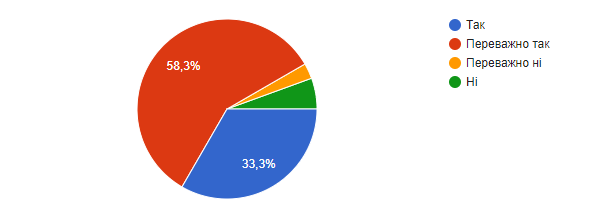 Так
Переважно так
Переважно ні
Ні
58,3%
33,3%